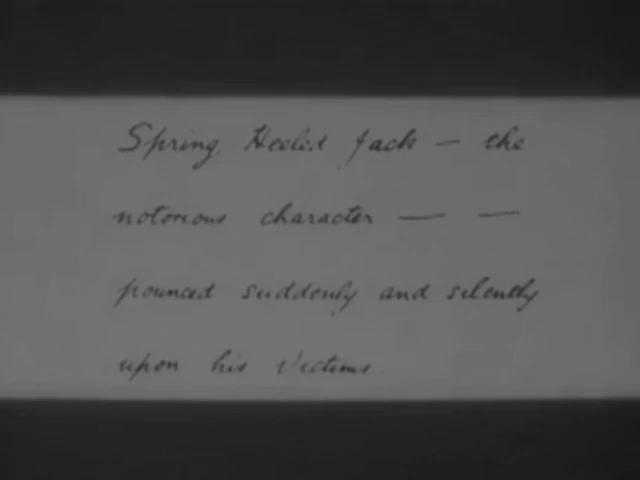 Spring Heeled Jack — the
notorious character — —
pounced suddenly and silently
upon his victims.